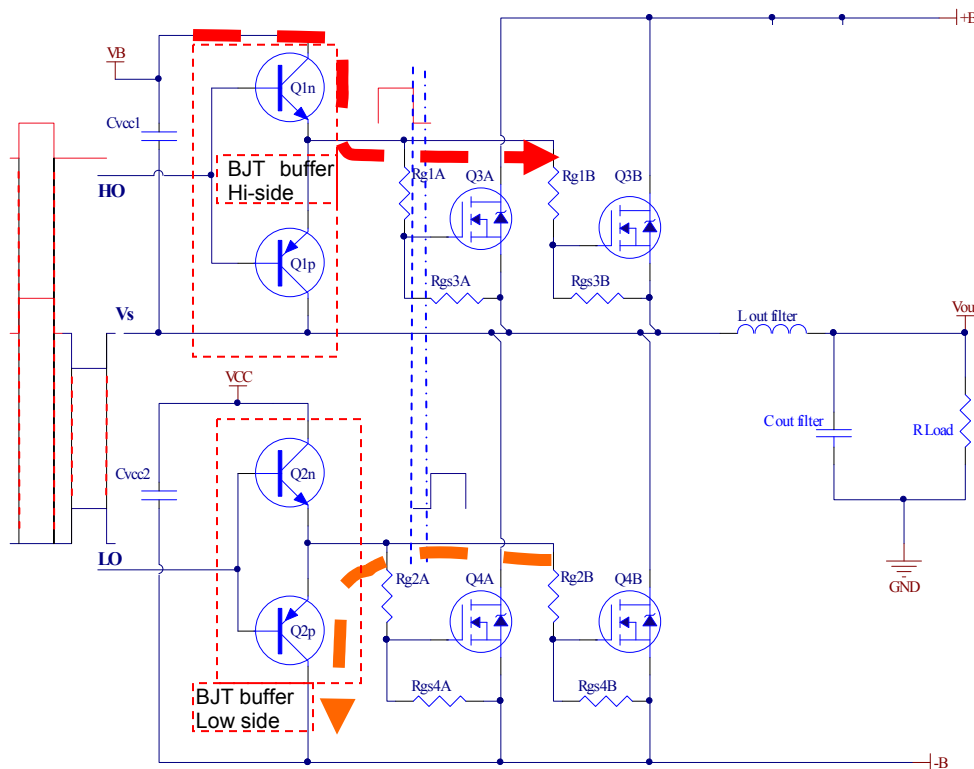 +B
VB
Q1n
Cvcc1
BJT buffer
Hi-side
HO
Rg1A
Q3A
Rg1B
Q3B
Q1p
Rgs3A
Rgs3B
Vs
L out filter
Vou
VCC
C out filter
R Load
Cvcc2
Q2n
LO
Rg2A
Q4A
Rg2B
Q4B
GND
Q2p
Rgs4A
Rgs4B
BJT buffer
Low side
-B